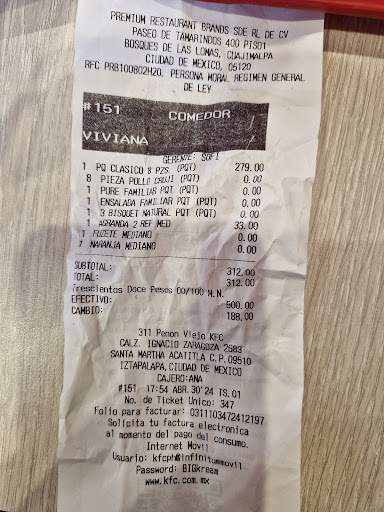 PREMIUM RESTAURANT BRANDS SDE RL DE CV
PASEO DE TAMARINDOS 400 PISO1
BOSQUES DE LAS LOMAS, CUAJIMALPA
CIUDAD DE MEXICO, 05120
RFC PRB100802H20. PERSONA MORAL REGIMEN GENERAL
DE LEY
#151 COMEDOR
VIVIANA
GERENTE: SOFI
1 PQ CLASICO 8 PZS. (PQT) 279.00
8 PIEZA POLLO CRUJI (PQT) 0.00
1 PURE FAMILIAR PQT (PQT) 0.00
1 ENSALADA FAMILIAR PQT (PQT) 0.00
1 3 BISQUET NATURAL PQT (PQT) 0.00
1 AGRANDA 2 REF MED 33.00
1 FUZETE MEDIANO 0.00
1 NARANJA MEDIANO 0.00
SUBTOTAL: 312.00
TOTAL: 312.00
Trescientos Doce Pesos 00/100 M.N.
EFECTIVO: 500.00
CAMBIO: 188.00
311 Penon Viejo KFC
CALZ. IGNACIO ZARAGOZA 2583
SANTA MARTHA ACATITLA C.P.09510
IZTAPALAPA, CIUDAD DE MEXICO
CAJERO:ANA
#151 17:54 ABR.30'24 TS.01
No. de Ticket Unico: 347
Folio para facturar: 0311103472412197
Solicita tu factura electronica
al momento del pago del consumo.
Internet Movil
Usuario: kfcph@infinitummovil
Password: BIGkream
www.kfc.com.mx